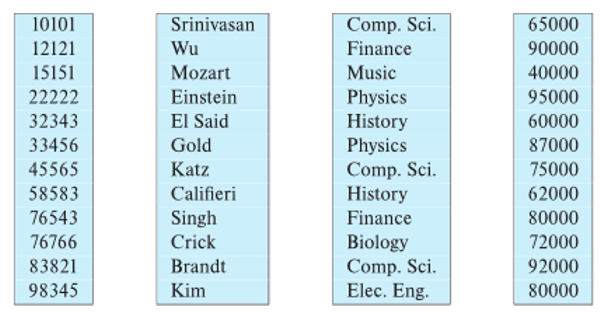 10101 Srinivasan Comp. Sci. 65000
12121 Wu Finance 90000
15151 Mozart Music 40000
22222 Einstein Physics 95000
32343 El Said History 60000
33456 Gold Physics 87000
45565 Katz Comp. Sci. 75000
58583 Califieri History 62000
76543 Singh Finance 80000
76766 Crick Biology 72000
83821 Brandt Comp. Sci. 92000
98345 Kim Elec. Eng. 80000